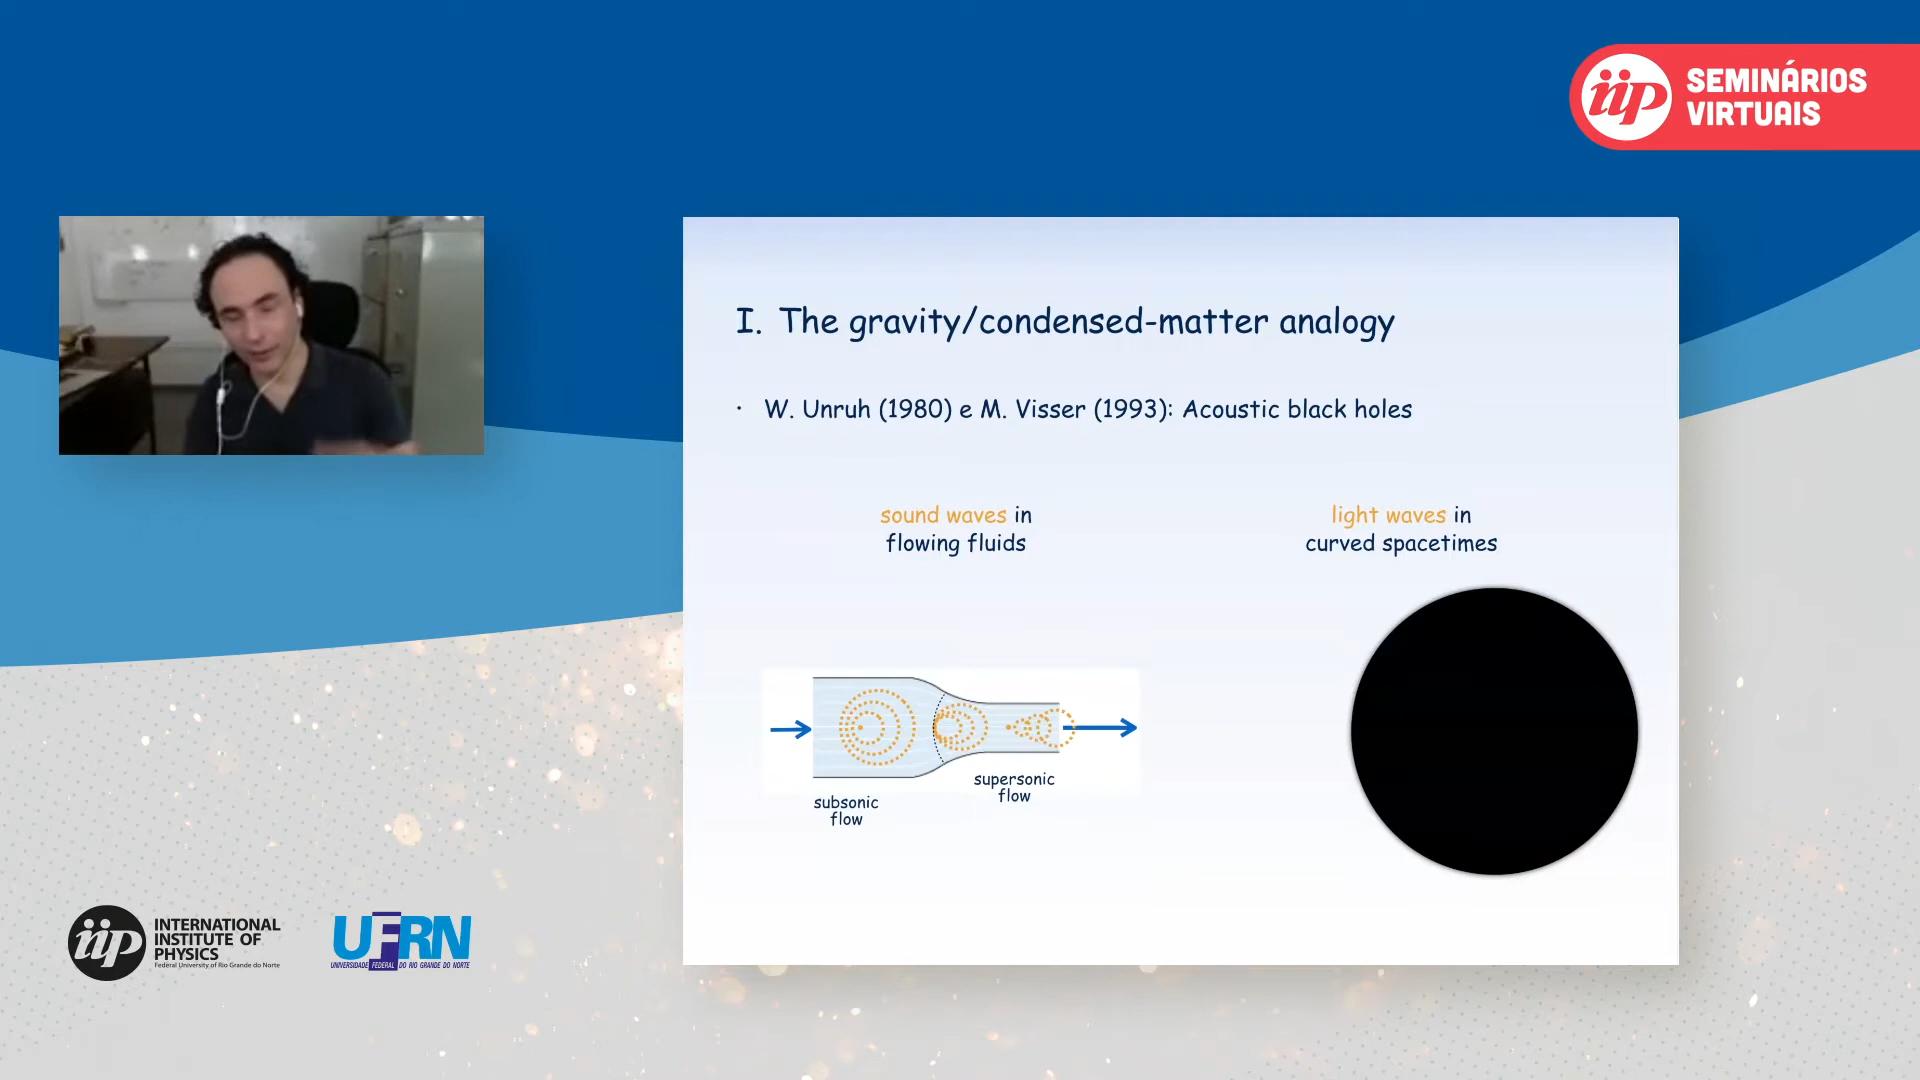 iip
SEMINÁRIOS
VIRTUAIS
I. The gravity/condensed-matter analogy
· W. Unruh (1980) e M. Visser (1993): Acoustic black holes
sound waves in
flowing fluids
light waves in
curved spacetimes
subsonic
flow
supersonic
flow
iip
INTERNATIONAL
INSTITUTE OF
PHYSICS
Federal University of Rio Grande do Norte
UFRN
UNIVERSIDADE FEDERAL DO RIO GRANDE DO NORTE